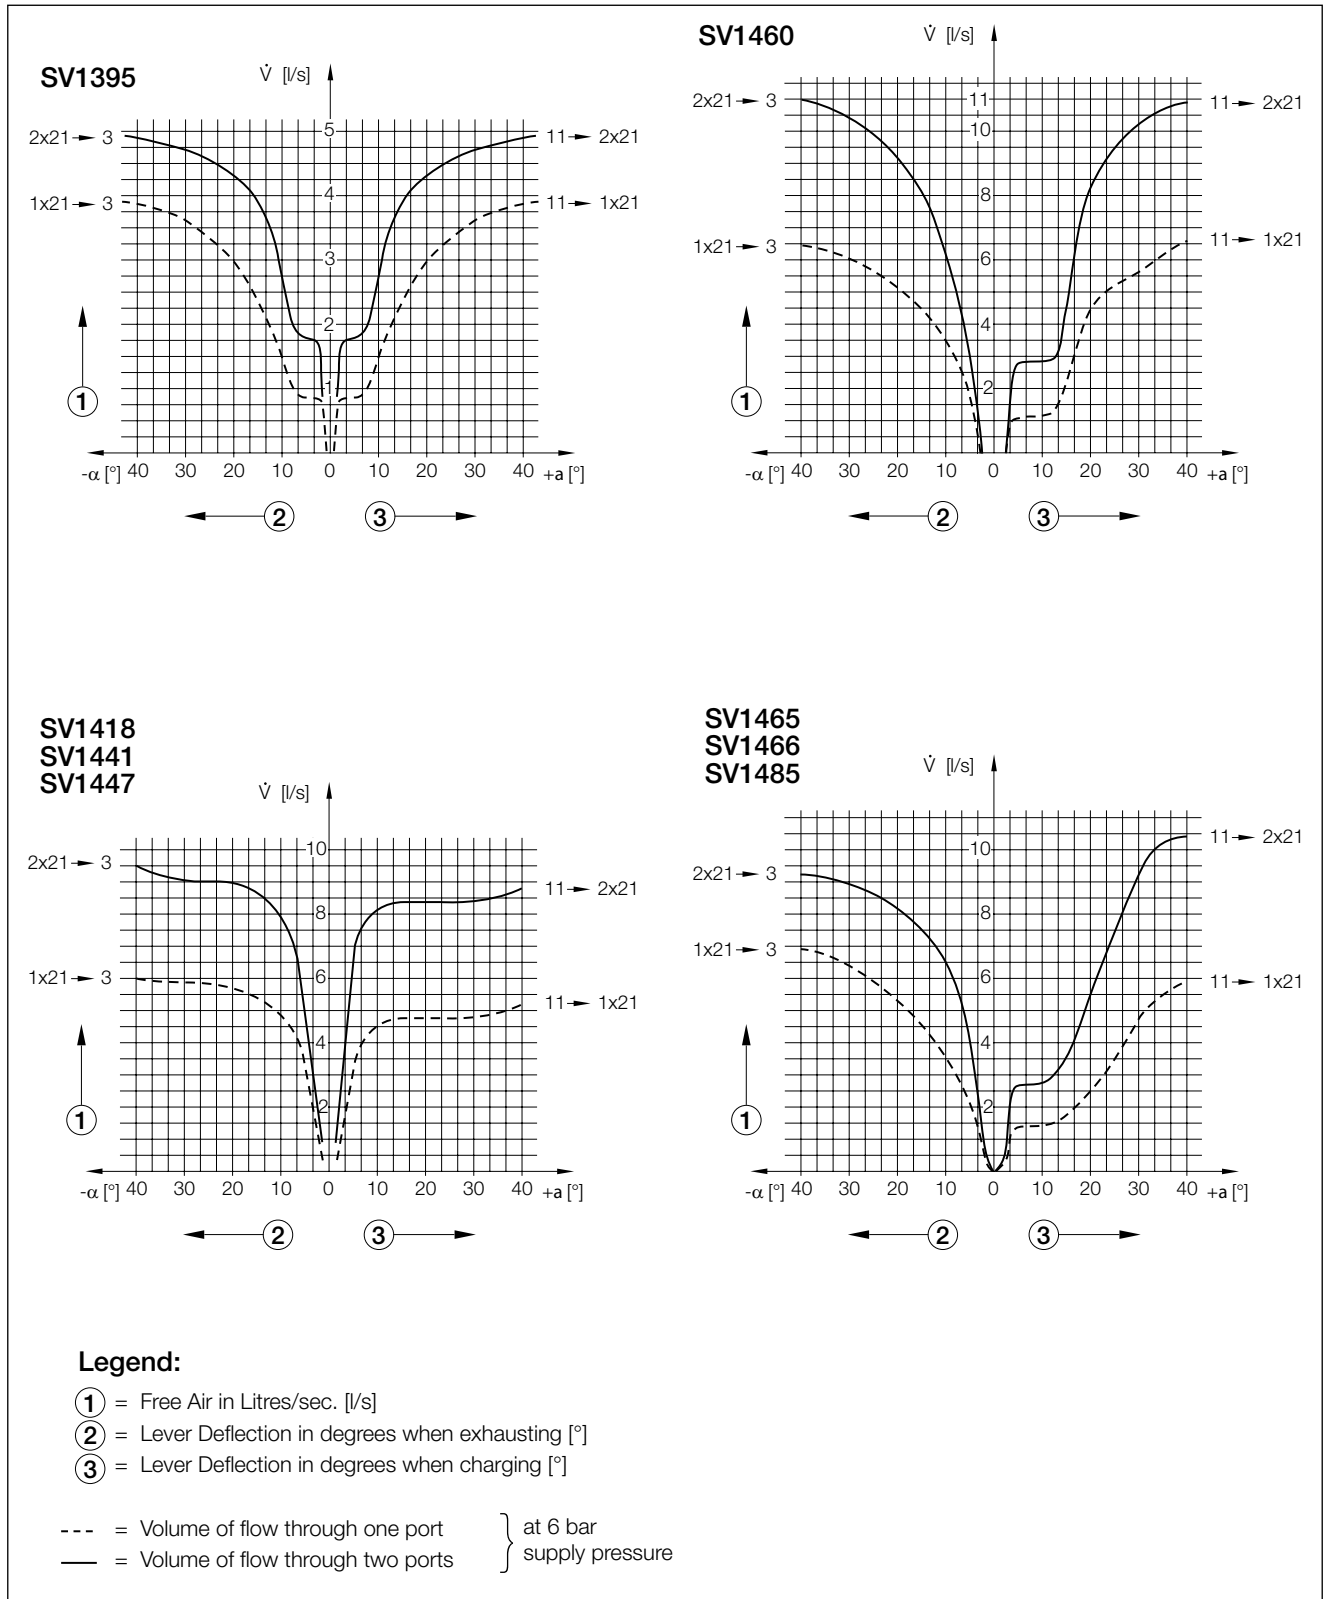 SV1395
V̇ [l/s]
2x21 3
11 2x21
1x21 3
11 1x21
5
4
3
2
1
1
-α [°] 40 30 20 10 0 10 20 30 40 +a [°]
2 3
SV1460
V̇ [l/s]
2x21 3
11 2x21
1x21 3
11 1x21
11
10
8
6
4
2
1
-α [°] 40 30 20 10 0 10 20 30 40 +a [°]
2 3
SV1418
SV1441
SV1447
V̇ [l/s]
2x21 3
11 2x21
1x21 3
11 1x21
10
8
6
4
2
1
-α [°] 40 30 20 10 0 10 20 30 40 +a [°]
2 3
SV1465
SV1466
SV1485
V̇ [l/s]
2x21 3
11 2x21
1x21 3
11 1x21
10
8
6
4
2
1
-α [°] 40 30 20 10 0 10 20 30 40 +a [°]
2 3
Legend:
1 = Free Air in Litres/sec. [l/s]
2 = Lever Deflection in degrees when exhausting [°]
3 = Lever Deflection in degrees when charging [°]
= Volume of flow through one port
= Volume of flow through two ports
at 6 bar
supply pressure